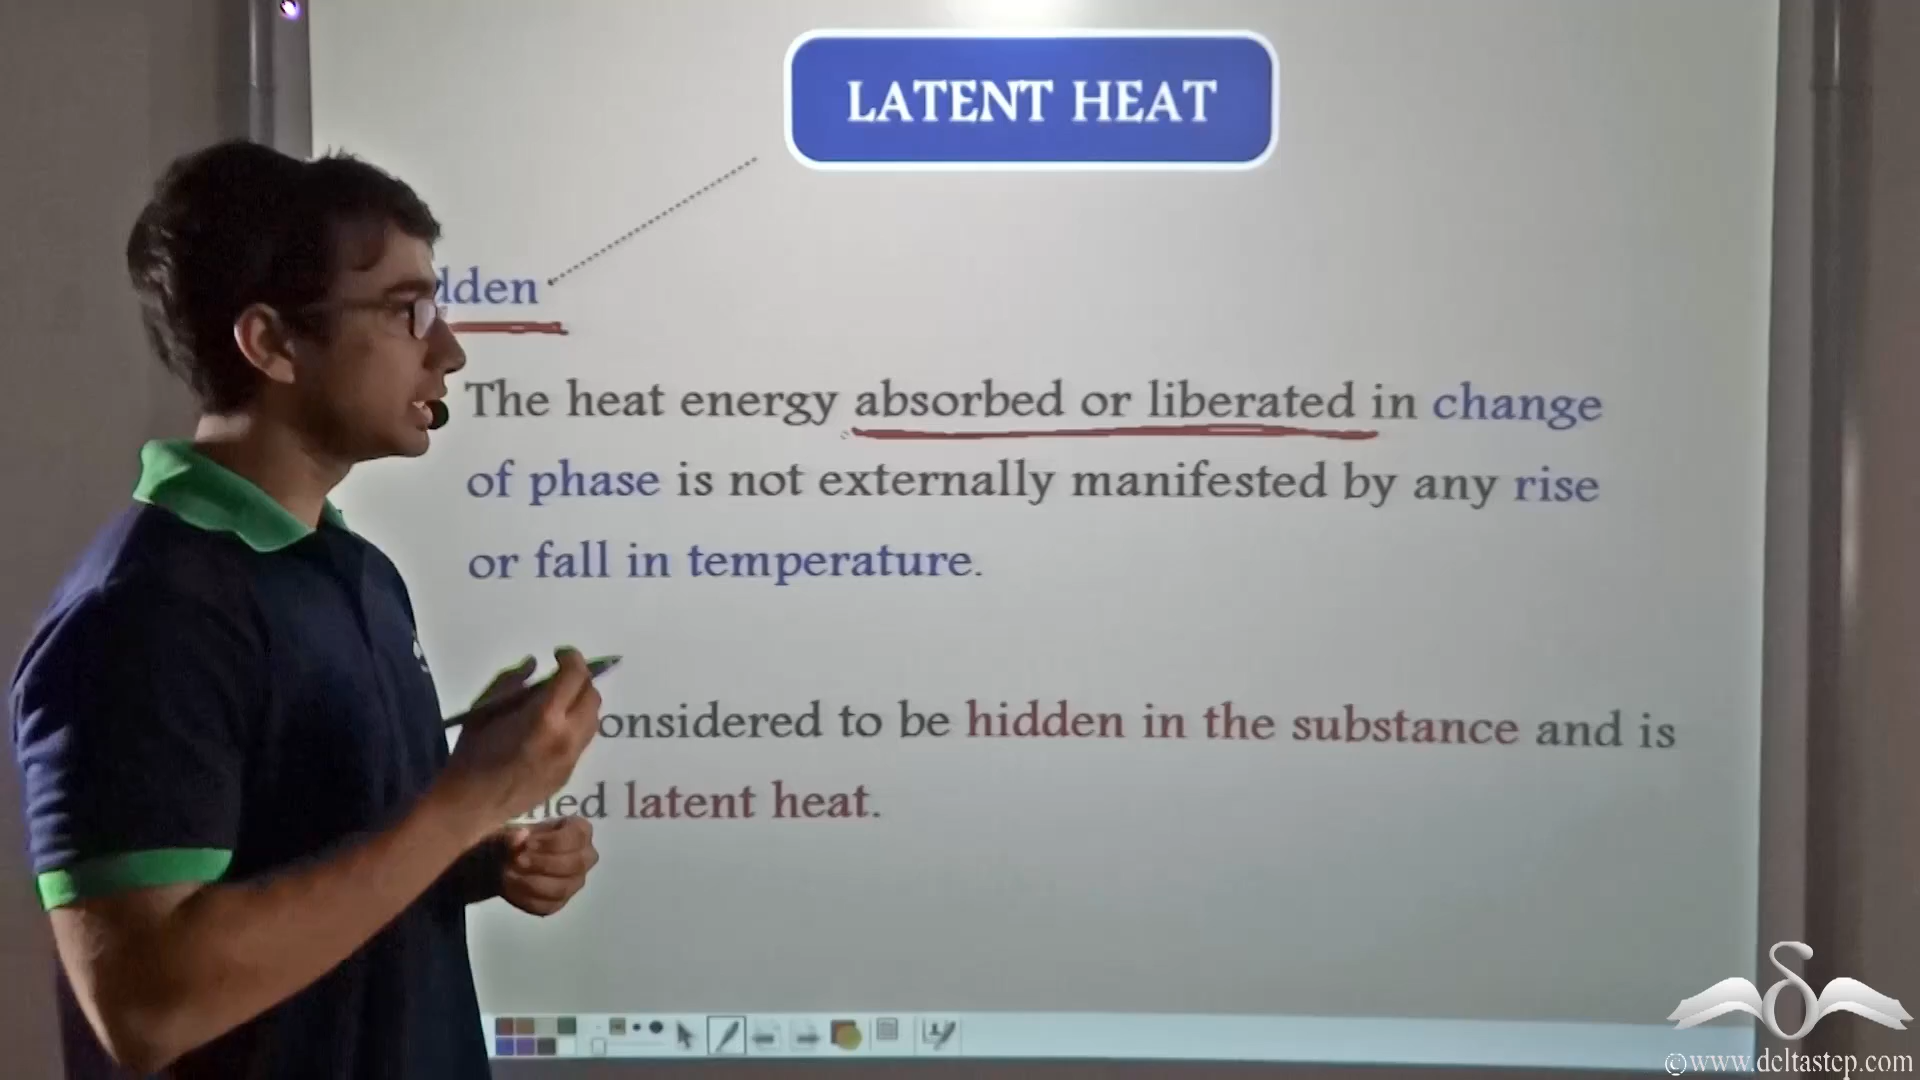 LATENT HEAT
dden
The heat energy absorbed or liberated in change
of phase is not externally manifested by any rise
or fall in temperature.
onsidered to be hidden in the substance and is
led latent heat.
©www.deltastep.com